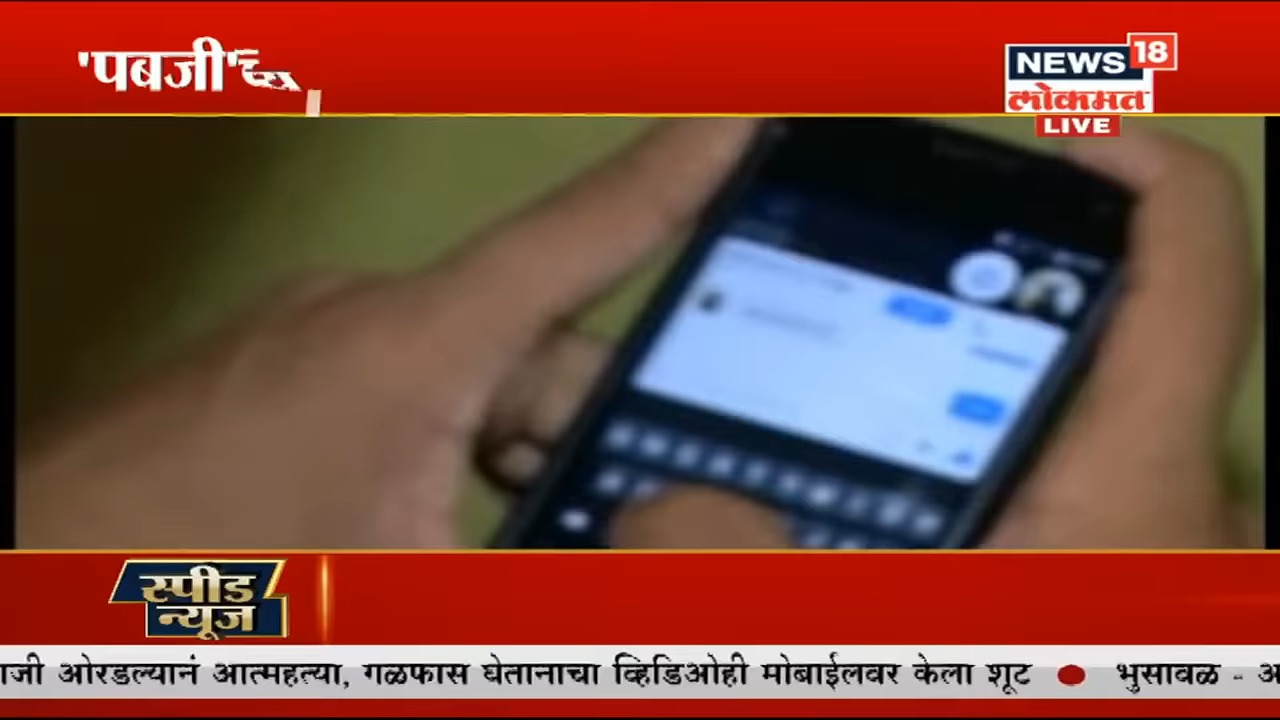 'पबजी'च्या
NEWS 18
लोकमत
LIVE
स्पीड
न्यूज
ओरडल्यानं आत्महत्या, गळफास घेतानाचा व्हिडिओही मोबाईलवर केला शूट ● भुसावळ -